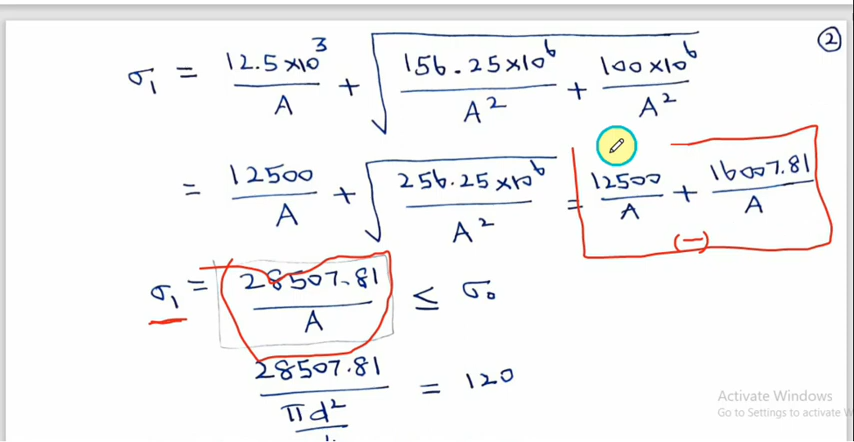 ②
σ₁ = 12.5×10³/A + √(156.25×10⁶/A² + 100×10⁶/A²)
= 12500/A + √(256.25×10⁶/A²) = 12500/A + 16007.81/A
(−)
σ₁ = 28507.81/A ≤ σ₀
28507.81/(πd²/4) = 120
Activate Windows
Go to Settings to activate W